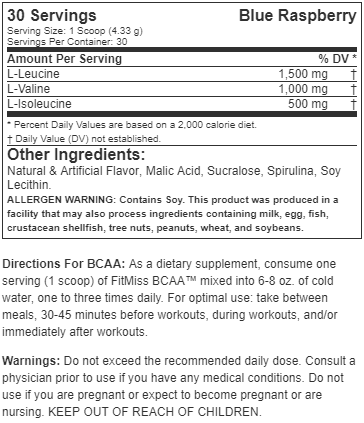 30 Servings Blue Raspberry
Serving Size: 1 Scoop (4.33 g)
Servings Per Container: 30
Amount Per Serving % DV *
L-Leucine 1,500 mg †
L-Valine 1,000 mg †
L-Isoleucine 500 mg †
* Percent Daily Values are based on a 2,000 calorie diet.
† Daily Value (DV) not established.
Other Ingredients:
Natural & Artificial Flavor, Malic Acid, Sucralose, Spirulina, Soy
Lecithin.
ALLERGEN WARNING: Contains Soy. This product was produced in a
facility that may also process ingredients containing milk, egg, fish,
crustacean shellfish, tree nuts, peanuts, wheat, and soybeans.
Directions For BCAA: As a dietary supplement, consume one
serving (1 scoop) of FitMiss BCAA™ mixed into 6-8 oz. of cold
water, one to three times daily. For optimal use: take between
meals, 30-45 minutes before workouts, during workouts, and/or
immediately after workouts.
Warnings: Do not exceed the recommended daily dose. Consult a
physician prior to use if you have any medical conditions. Do not
use if you are pregnant or expect to become pregnant or are
nursing. KEEP OUT OF REACH OF CHILDREN.